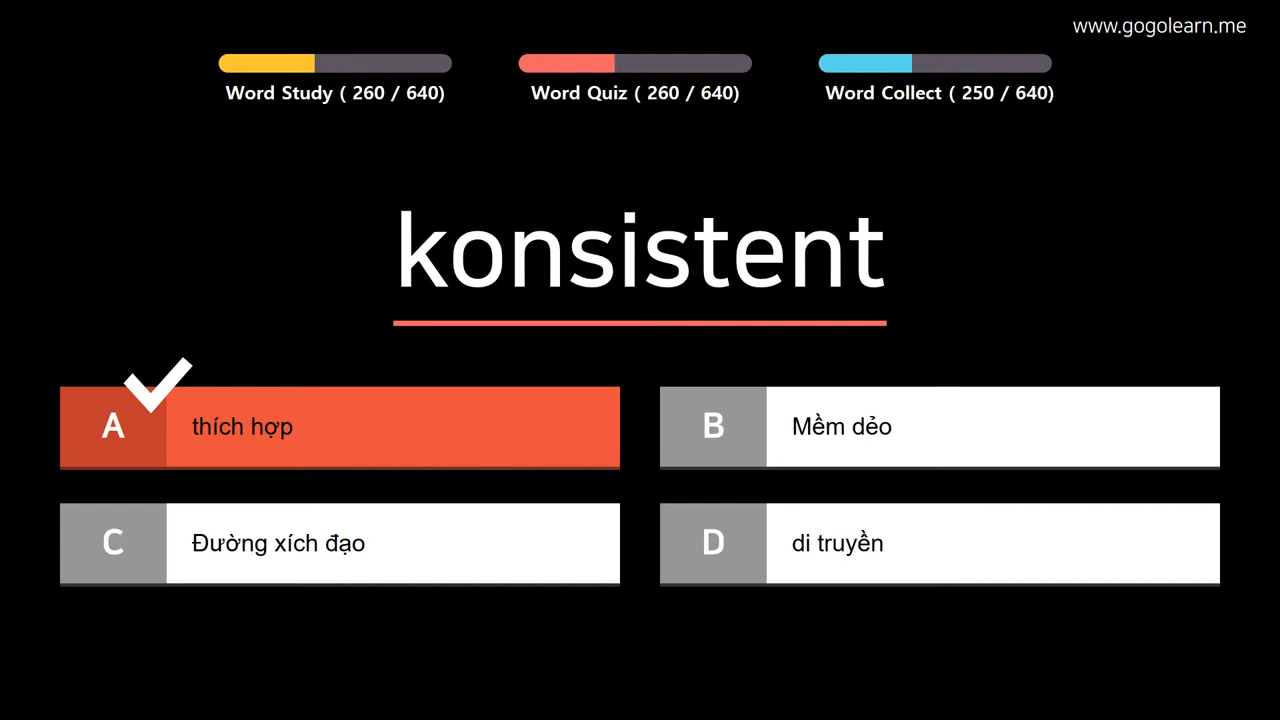 www.gogolearn.me
Word Study ( 260 / 640)
Word Quiz ( 260 / 640)
Word Collect ( 250 / 640)
konsistent
A thích hợp
B Mềm dẻo
C Đường xích đạo
D di truyền